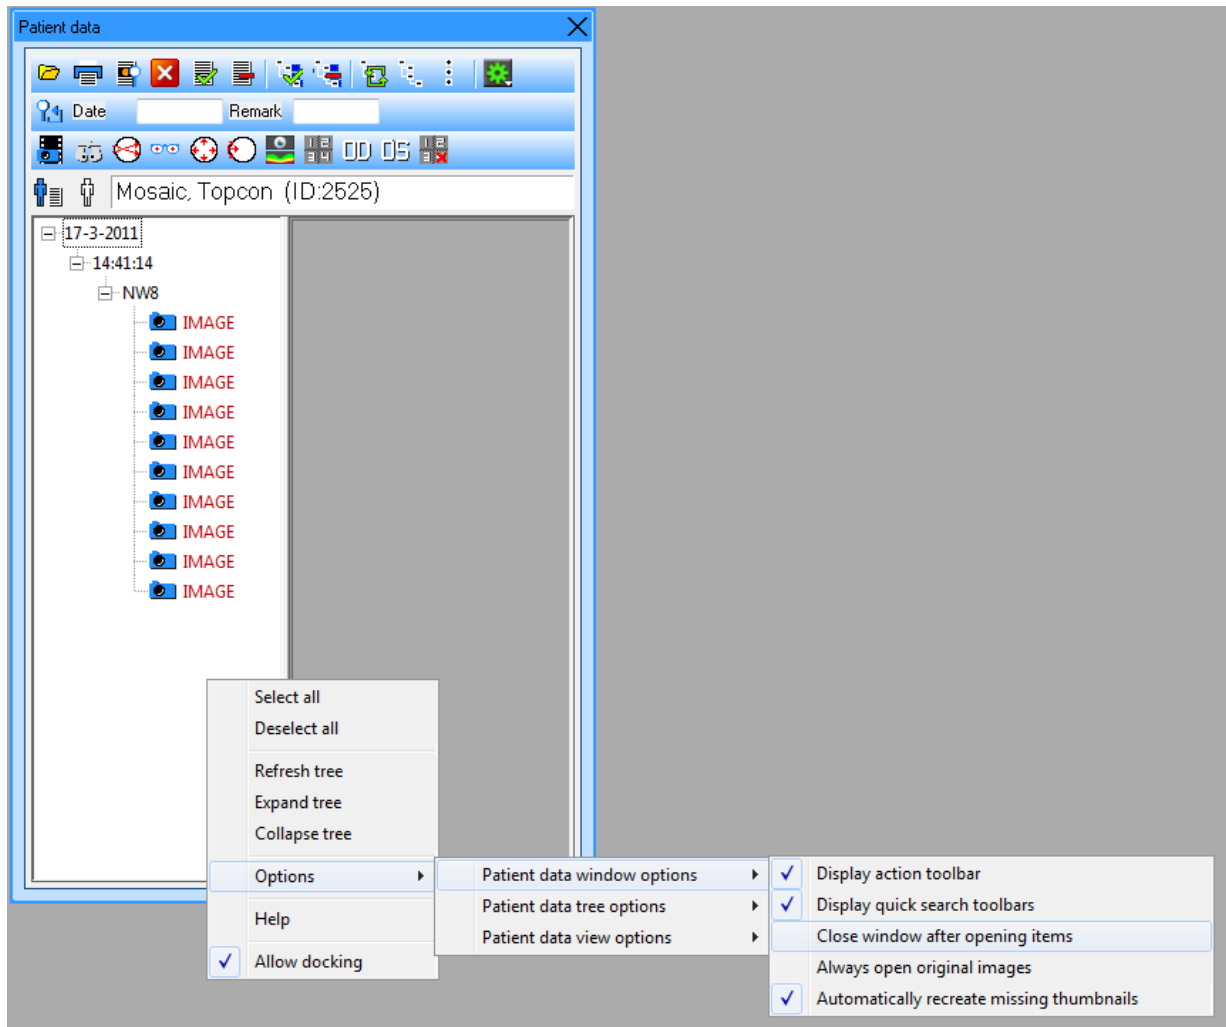 Patient data
Date Remark
OD OS
Mosaic, Topcon (ID:2525)
17-3-2011
14:41:14
NW8
IMAGE
IMAGE
IMAGE
IMAGE
IMAGE
IMAGE
IMAGE
IMAGE
IMAGE
IMAGE
Select all
Deselect all
Refresh tree
Expand tree
Collapse tree
Options
Help
Allow docking
Patient data window options
Patient data tree options
Patient data view options
Display action toolbar
Display quick search toolbars
Close window after opening items
Always open original images
Automatically recreate missing thumbnails